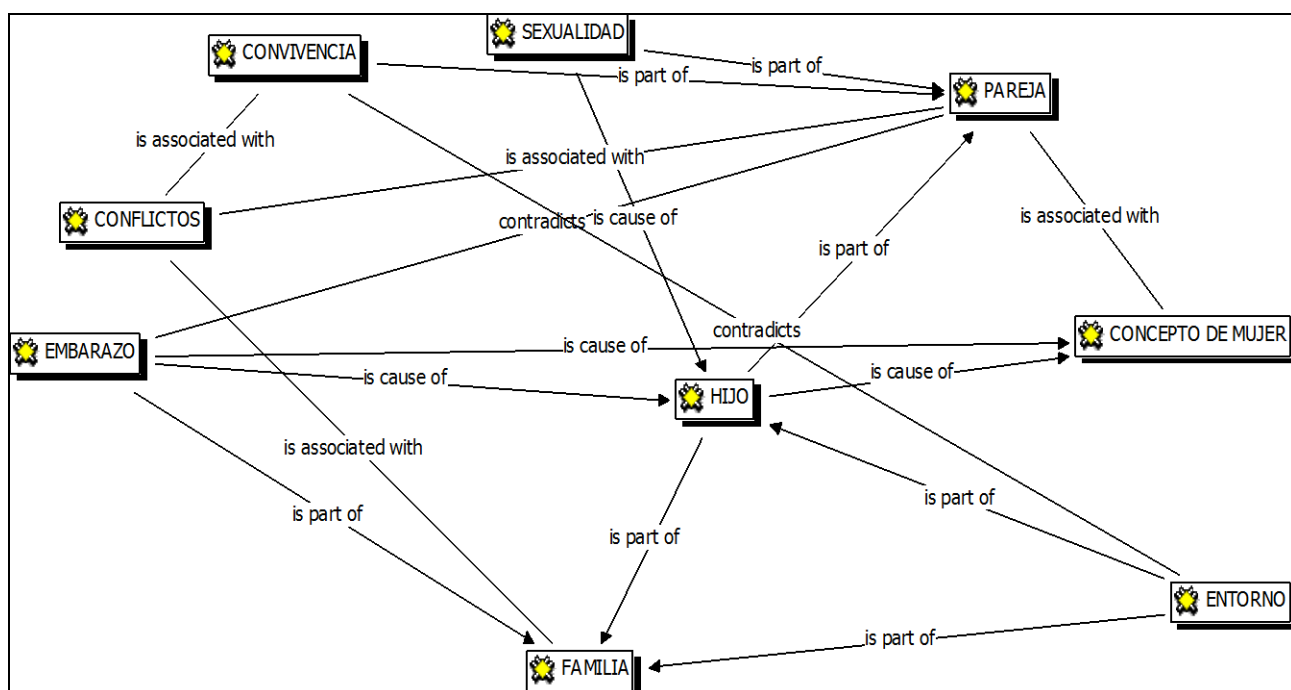 SEXUALIDAD
CONVIVENCIA
is part of
is part of
PAREJA
is associated with
is associated with
CONFLICTOS
contradicts
is cause of
is associated with
is part of
contradicts
CONCEPTO DE MUJER
EMBARAZO
is cause of
is cause of
is cause of
HIJO
is associated with
is part of
is part of
is part of
ENTORNO
is part of
FAMILIA